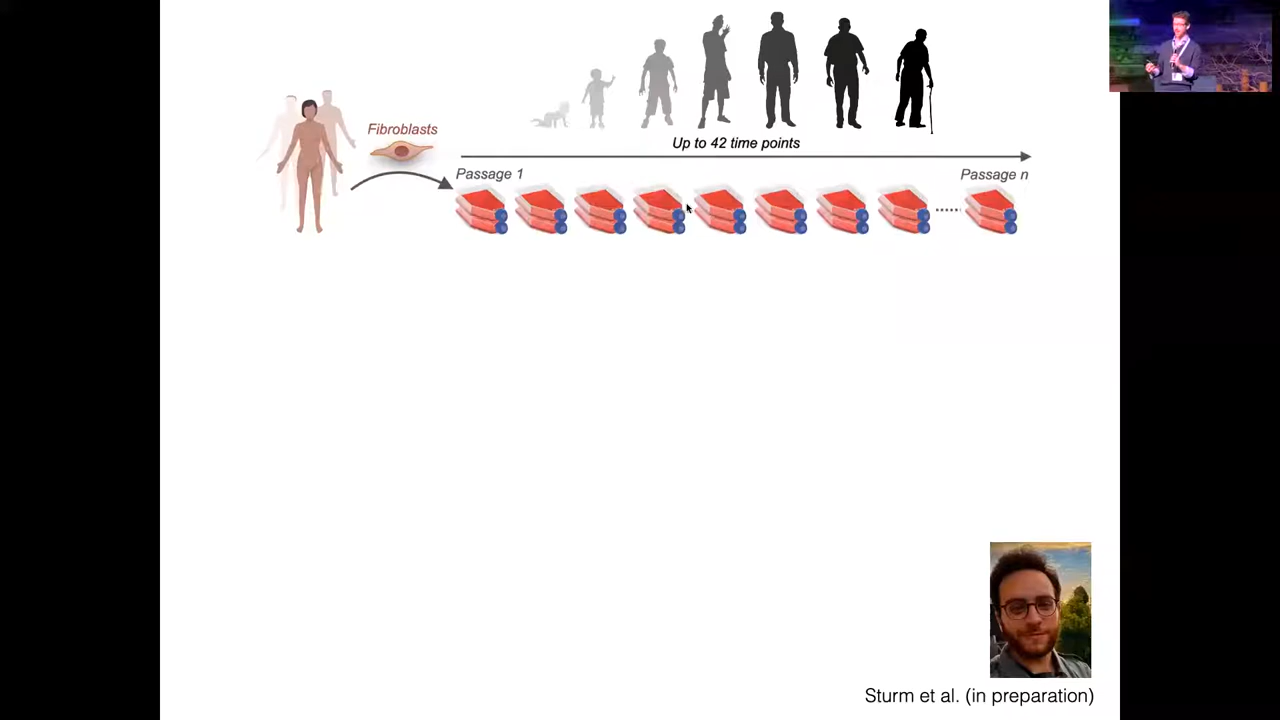 Fibroblasts
Up to 42 time points
Passage 1
Passage n
Sturm et al. (in preparation)